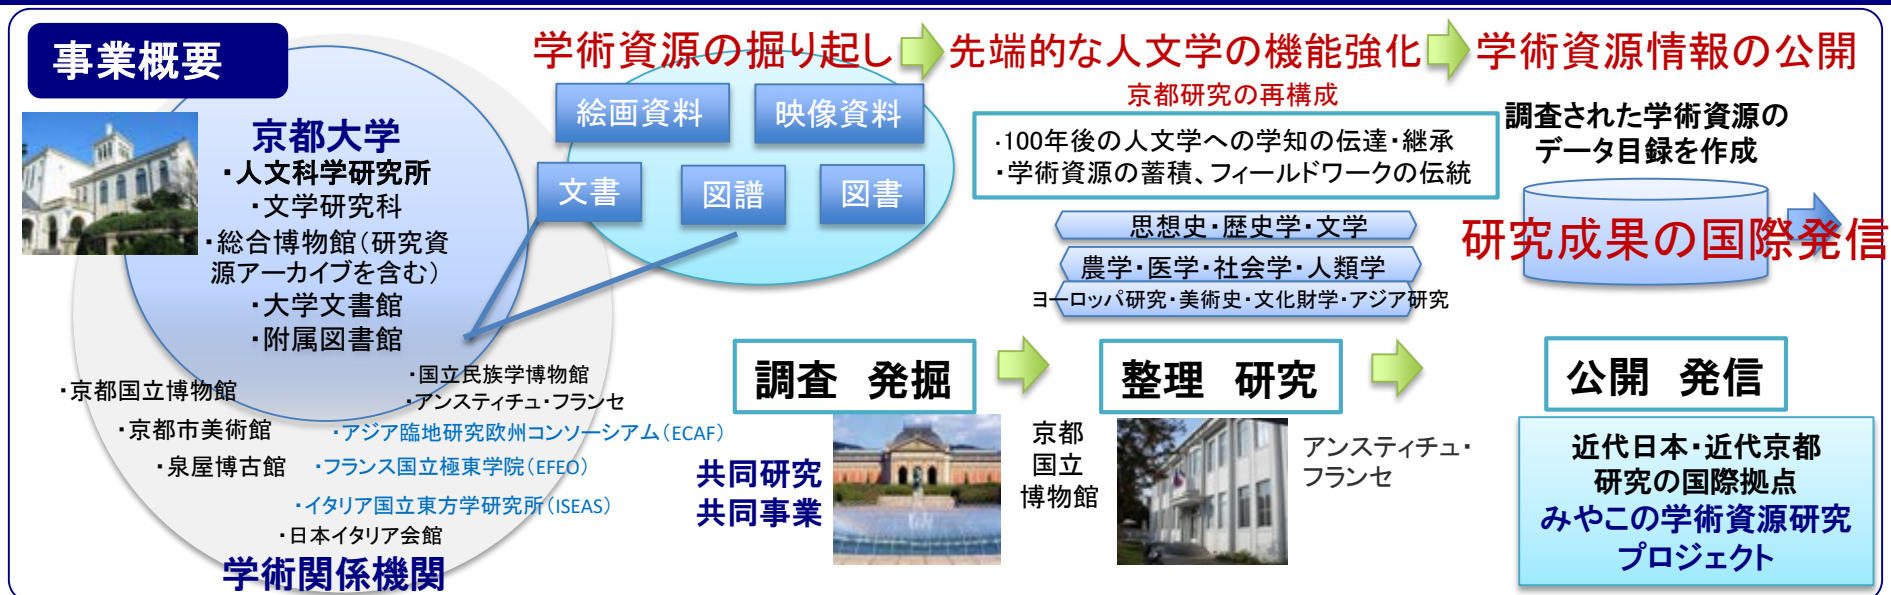 事業概要
京都大学
・人文科学研究所
・文学研究科
・総合博物館（研究資
源アーカイブを含む）
・大学文書館
・附属図書館
・京都国立博物館
・京都市美術館
・泉屋博古館
・国立民族学博物館
・アンスティチュ・フランセ
・アジア臨地研究欧州コンソーシアム（ECAF）
・フランス国立極東学院（EFEO）
・イタリア国立東方学研究所（ISEAS）
・日本イタリア会館
学術関係機関
学術資源の掘り起し
絵画資料
映像資料
文書
図譜
図書
先端的な人文学の機能強化
京都研究の再構成
・100年後の人文学への学知の伝達・継承
・学術資源の蓄積、フィールドワークの伝統
思想史・歴史学・文学
農学・医学・社会学・人類学
ヨーロッパ研究・美術史・文化財学・アジア研究
学術資源情報の公開
調査された学術資源の
データ目録を作成
研究成果の国際発信
調査　発掘
整理　研究
公開　発信
共同研究
共同事業
京都
国立
博物館
アンスティチュ・
フランセ
近代日本・近代京都
研究の国際拠点
みやこの学術資源研究
プロジェクト